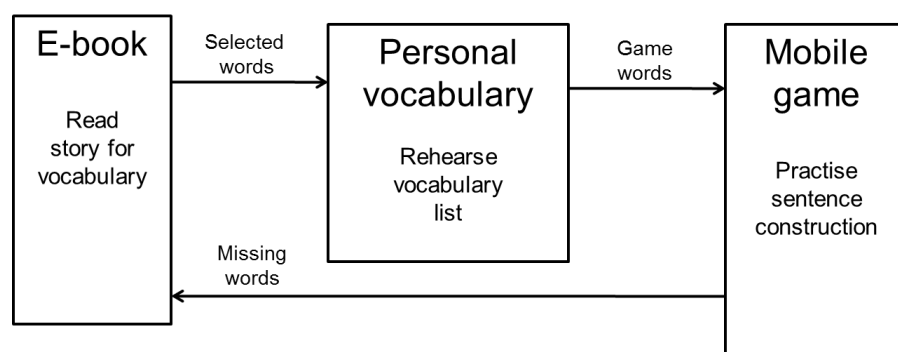 E-book
Read
story for
vocabulary
Selected
words
Personal
vocabulary
Rehearse
vocabulary
list
Game
words
Mobile
game
Practise
sentence
construction
Missing
words